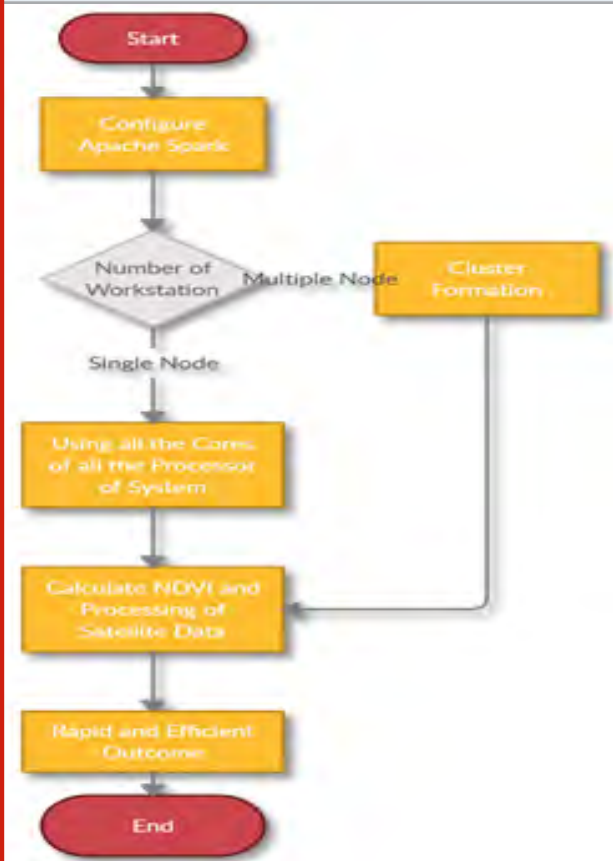 Start
Configure
Apache Spark
Number of
Workstation
Multiple Node
Cluster
Formation
Single Node
Using all the Cores
of all the Processor
of System
Calculate NDVI and
Processing of
Satellite Data
Rapid and Efficient
Outcome
End